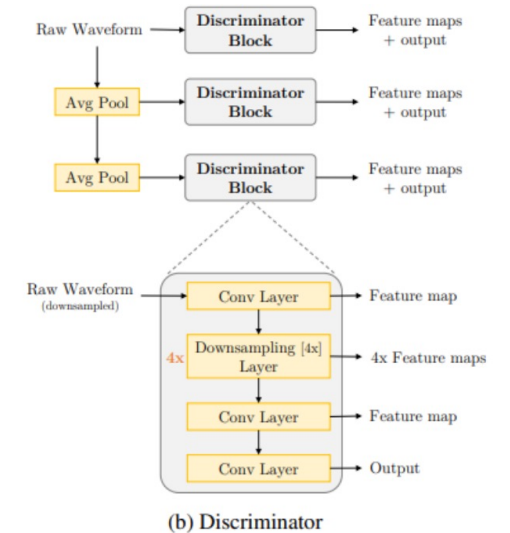 Raw Waveform
Discriminator
Block
Feature maps
+ output
Avg Pool
Discriminator
Block
Feature maps
+ output
Avg Pool
Discriminator
Block
Feature maps
+ output
Raw Waveform
(downsampled)
Conv Layer
Feature map
4x
Downsampling [4x]
Layer
4x Feature maps
Conv Layer
Feature map
Conv Layer
Output
(b) Discriminator